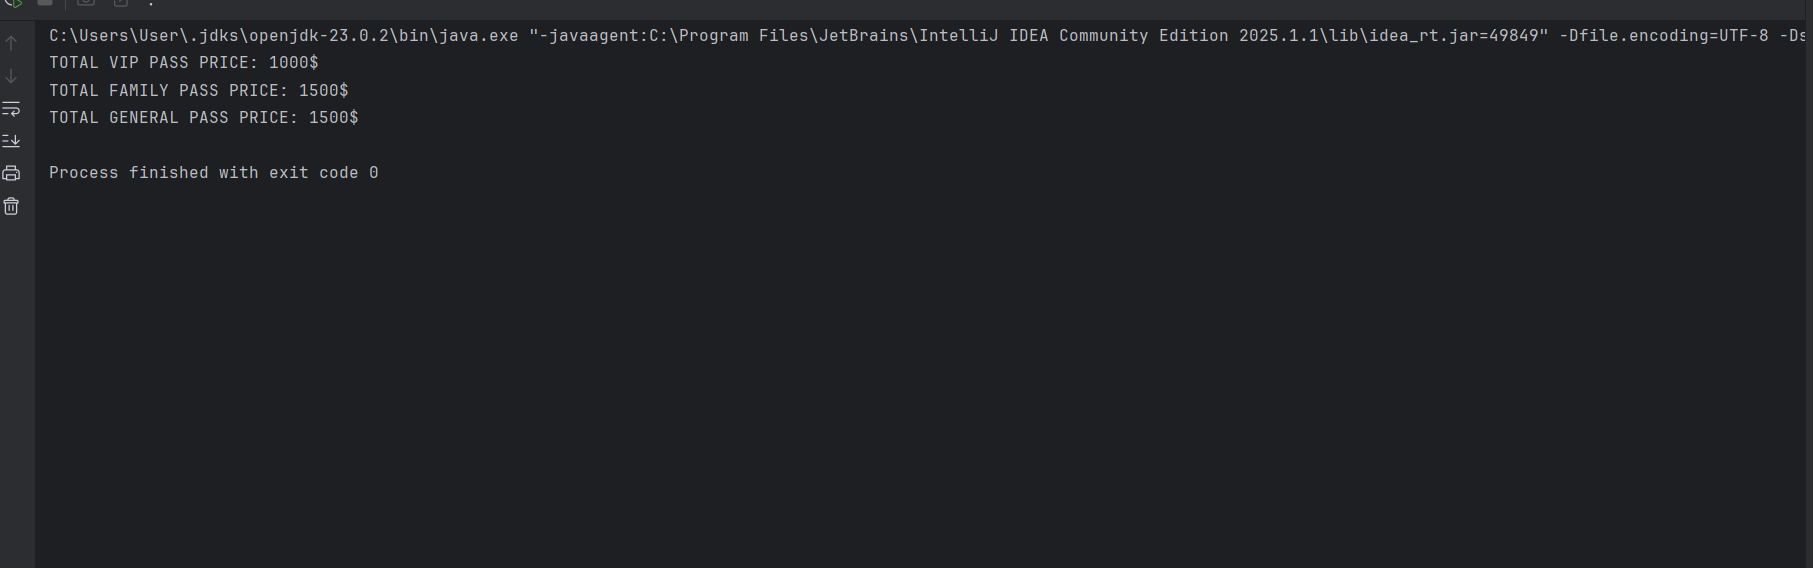 C:\Users\User\.jdks\openjdk-23.0.2\bin\java.exe "-javaagent:C:\Program Files\JetBrains\IntelliJ IDEA Community Edition 2025.1.1\lib\idea_rt.jar=49849" -Dfile.encoding=UTF-8 -Ds
TOTAL VIP PASS PRICE: 1000$
TOTAL FAMILY PASS PRICE: 1500$
TOTAL GENERAL PASS PRICE: 1500$
Process finished with exit code 0